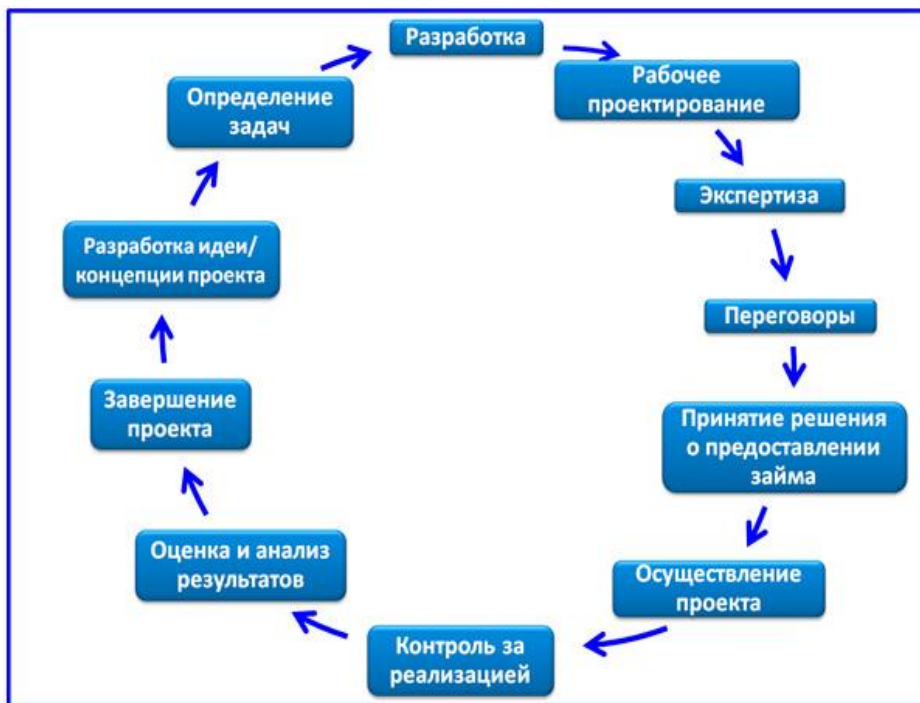 Разработка
Рабочее
проектирование
Экспертиза
Переговоры
Принятие решения
о предоставлении
займа
Осуществление
проекта
Контроль за
реализацией
Оценка и анализ
результатов
Завершение
проекта
Разработка идеи/
концепции проекта
Определение
задач